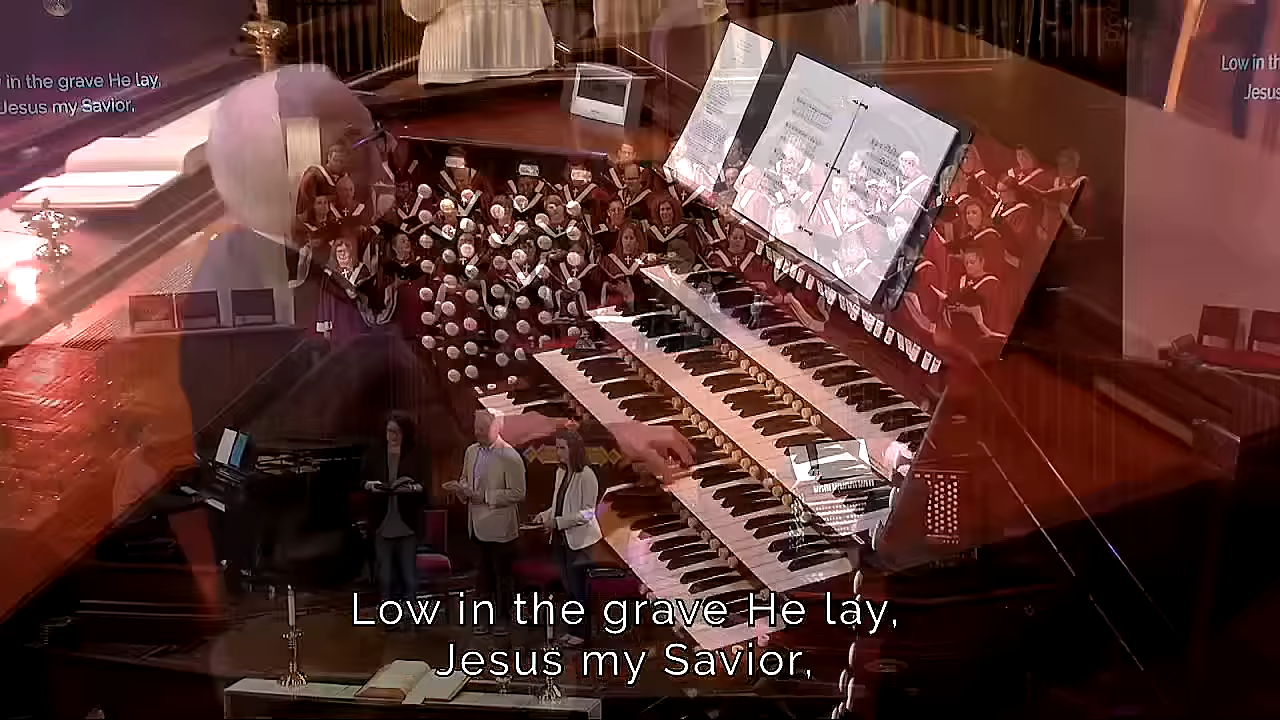 w in the grave He lay,
Jesus my Savior,
Low in th
Jesus
Low in the grave He lay,
Jesus my Savior,